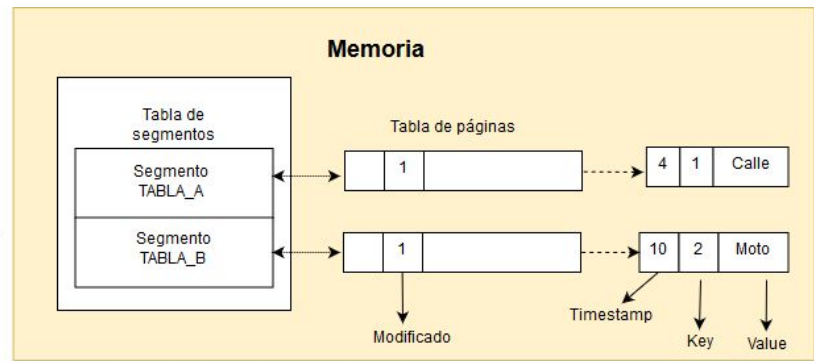 Memoria
Tabla de
segmentos
Tabla de páginas
Segmento
TABLA_A
1
4 1 Calle
Segmento
TABLA_B
1
10 2 Moto
Modificado
Timestamp
Key
Value